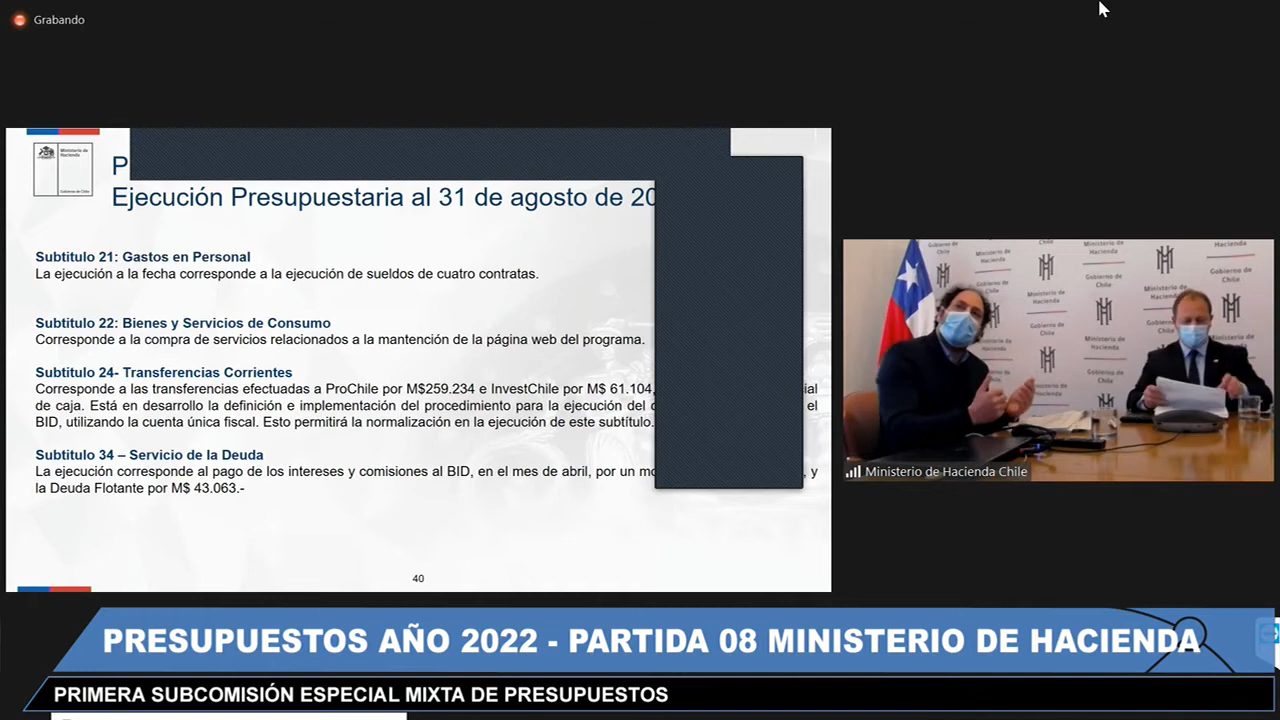 Grabando
Ministerio de
Hacienda
Gobierno de Chile
P
Ejecución Presupuestaria al 31 de agosto de 20
Subtitulo 21: Gastos en Personal
La ejecución a la fecha corresponde a la ejecución de sueldos de cuatro contratas.
Subtitulo 22: Bienes y Servicios de Consumo
Corresponde a la compra de servicios relacionados a la mantención de la página web del programa.
Subtitulo 24- Transferencias Corrientes
Corresponde a las transferencias efectuadas a ProChile por M$259.234 e InvestChile por M$ 61.104,
de caja. Está en desarrollo la definición e implementación del procedimiento para la ejecución del el
BID, utilizando la cuenta única fiscal. Esto permitirá la normalización en la ejecución de este subtítulo.
Subtitulo 34 – Servicio de la Deuda
La ejecución corresponde al pago de los intereses y comisiones al BID, en el mes de abril, por un , y
la Deuda Flotante por M$ 43.063.-
40
Gobierno de
Chile
Ministerio de
Hacienda
Ministerio de Hacienda Chile
PRESUPUESTOS AÑO 2022 - PARTIDA 08 MINISTERIO DE HACIENDA
PRIMERA SUBCOMISIÓN ESPECIAL MIXTA DE PRESUPUESTOS